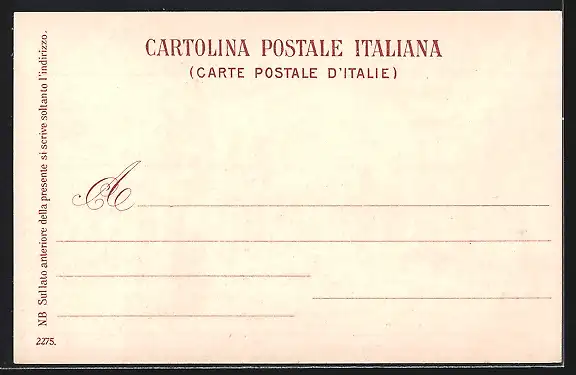 CARTOLINA POSTALE ITALIANA
(CARTE POSTALE D'ITALIE)
A
NB Sul lato anteriore della presente si scrive soltanto l'indirizzo.
2275.